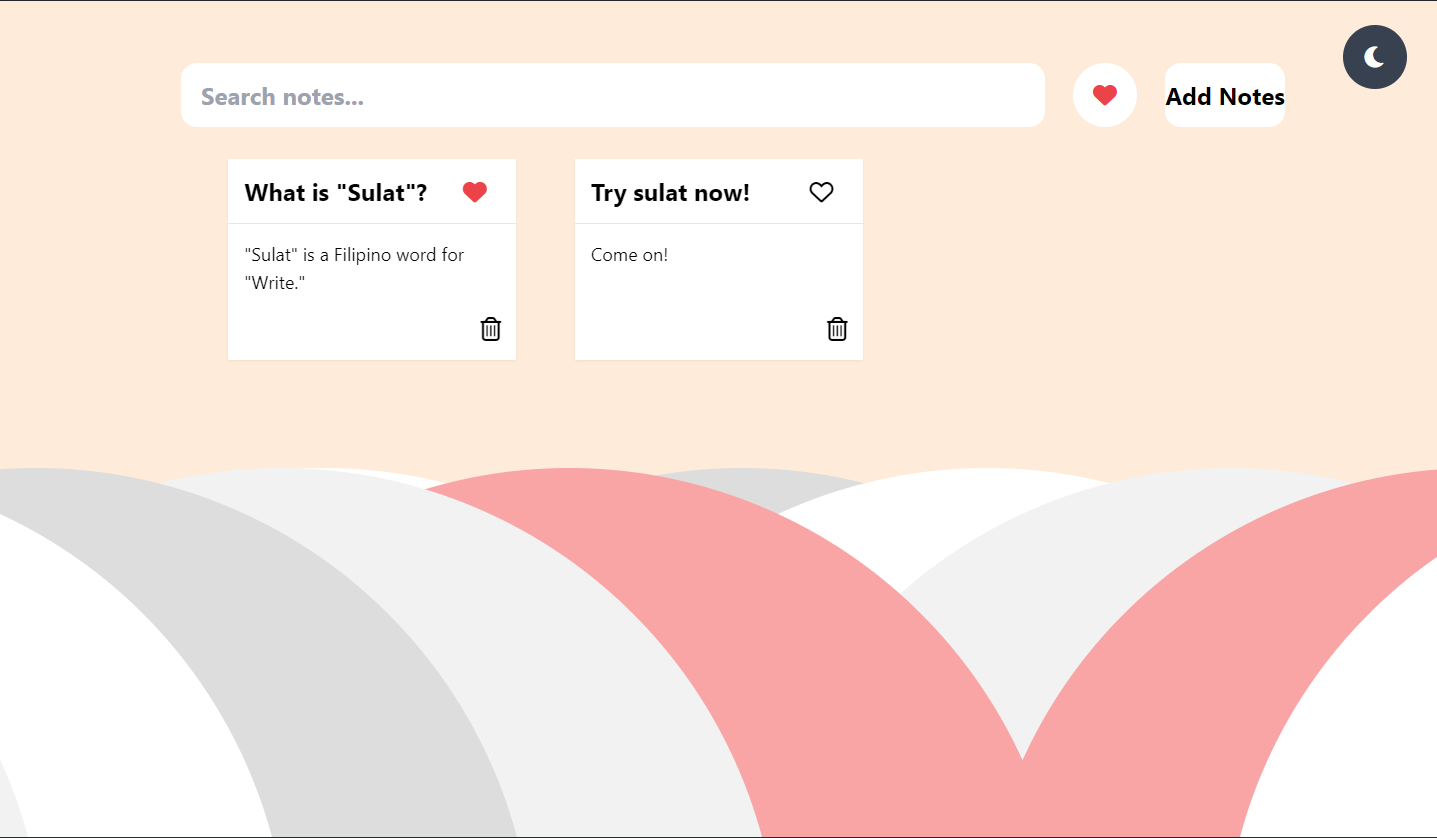 Search notes...
Add Notes
What is "Sulat"?
"Sulat" is a Filipino word for
"Write."
Try sulat now!
Come on!